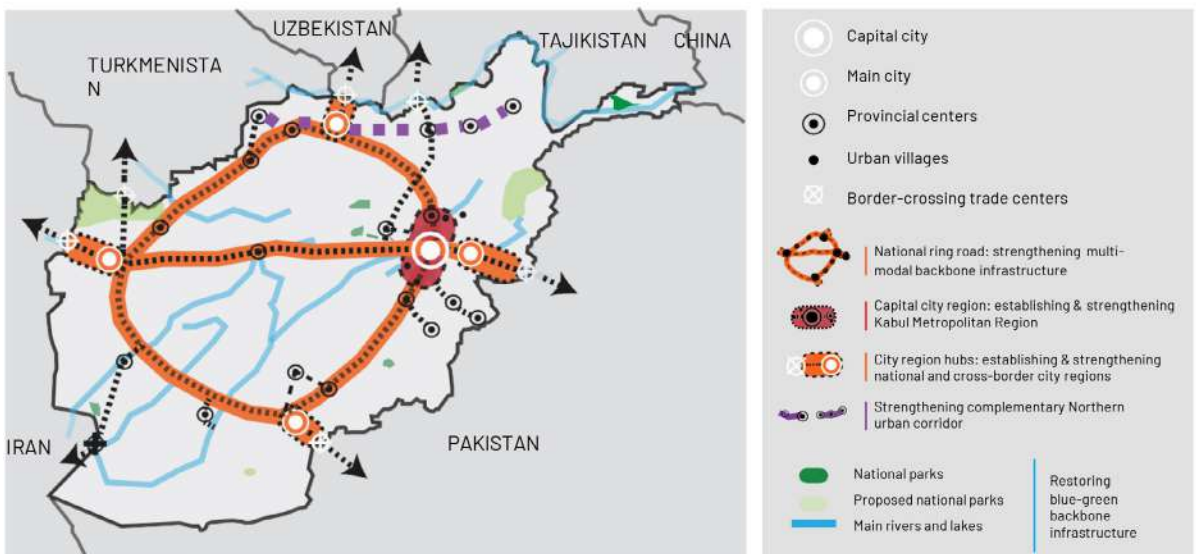 UZBEKISTAN
TAJIKISTAN
CHINA
TURKMENISTA
N
IRAN
PAKISTAN
Capital city
Main city
Provincial centers
Urban villages
Border-crossing trade centers
National ring road: strengthening multi-
modal backbone infrastructure
Capital city region: establishing & strengthening
Kabul Metropolitan Region
City region hubs: establishing & strengthening
national and cross-border city regions
Strengthening complementary Northern
urban corridor
National parks
Proposed national parks
Main rivers and lakes
Restoring
blue-green
backbone
infrastructure